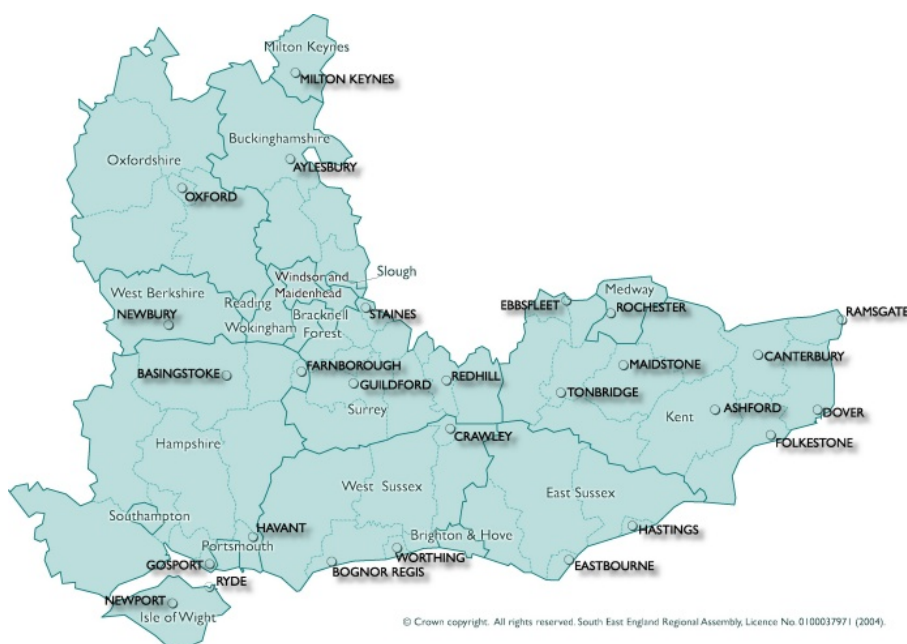 Milton Keynes
MILTON KEYNES
Buckinghamshire
AYLESBURY
Oxfordshire
OXFORD
Slough
Windsor and
Maidenhead
West Berkshire
NEWBURY
Reading
Wokingham
Bracknell
Forest
STAINES
EBBSFLEET
Medway
ROCHESTER
RAMSGATE
BASINGSTOKE
FARNBOROUGH
GUILDFORD
REDHILL
Surrey
TONBRIDGE
MAIDSTONE
CANTERBURY
Kent
ASHFORD
DOVER
FOLKESTONE
Hampshire
CRAWLEY
West Sussex
East Sussex
Southampton
HAVANT
Portsmouth
GOSPORT
RYDE
NEWPORT
Isle of Wight
Brighton & Hove
WORTHING
BOGNOR REGIS
HASTINGS
EASTBOURNE
© Crown copyright. All rights reserved. South East England Regional Assembly, Licence No. 0100037971 (2004).